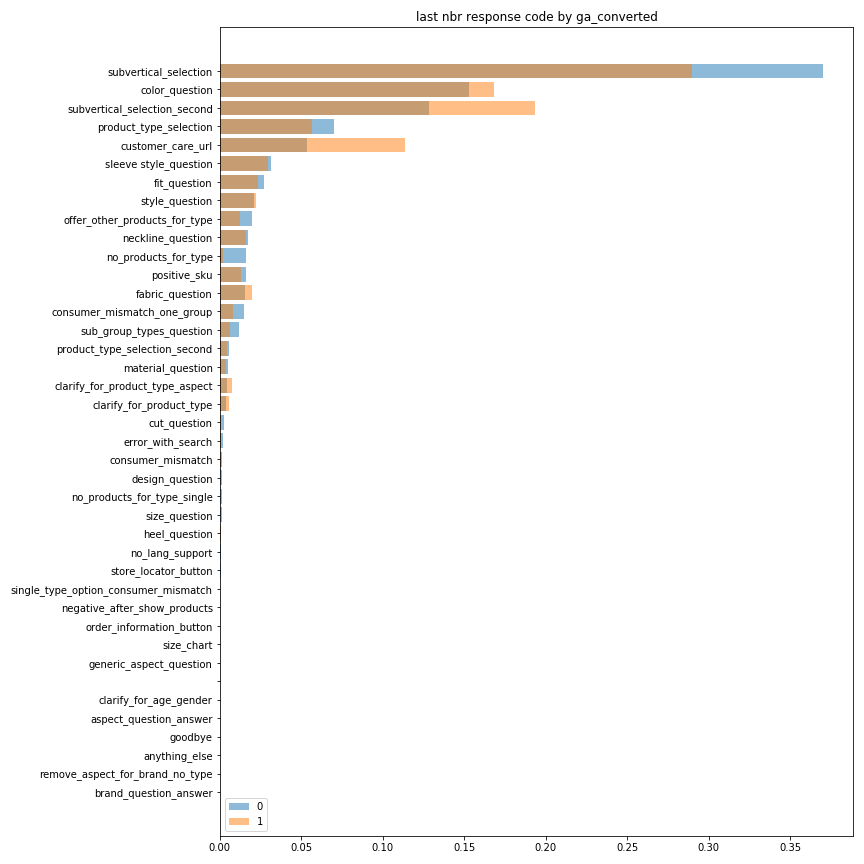 last nbr response code by ga_converted
subvertical_selection
color_question
subvertical_selection_second
product_type_selection
customer_care_url
sleeve style_question
fit_question
style_question
offer_other_products_for_type
neckline_question
no_products_for_type
positive_sku
fabric_question
consumer_mismatch_one_group
sub_group_types_question
product_type_selection_second
material_question
clarify_for_product_type_aspect
clarify_for_product_type
cut_question
error_with_search
consumer_mismatch
design_question
no_products_for_type_single
size_question
heel_question
no_lang_support
store_locator_button
single_type_option_consumer_mismatch
negative_after_show_products
order_information_button
size_chart
generic_aspect_question
clarify_for_age_gender
aspect_question_answer
goodbye
anything_else
remove_aspect_for_brand_no_type
brand_question_answer
0
1
0.00 0.05 0.10 0.15 0.20 0.25 0.30 0.35